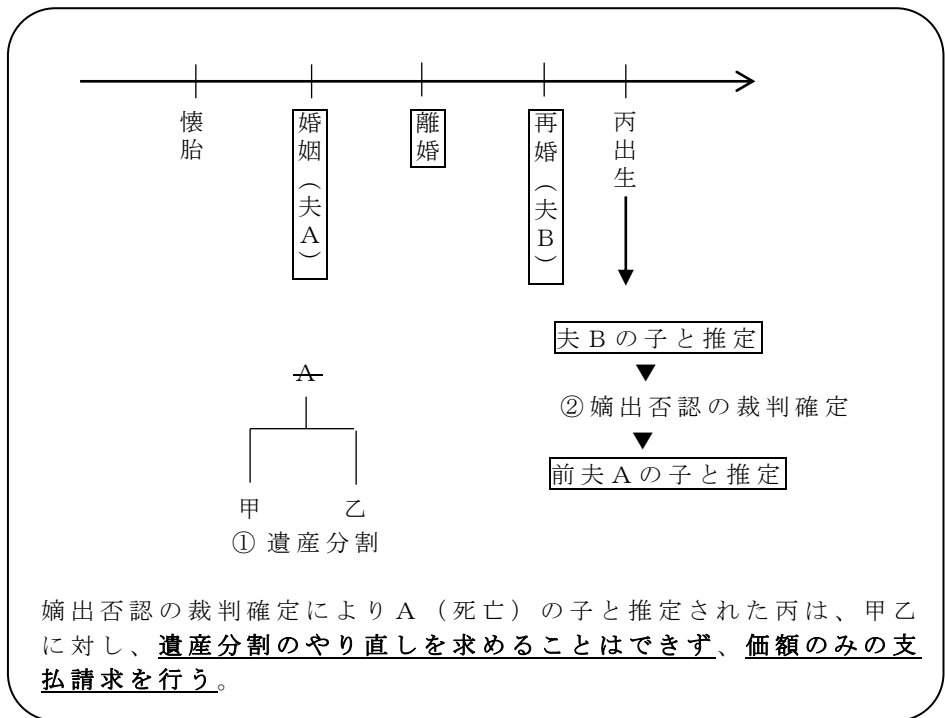 懐胎
婚姻（夫Ａ）
離婚
再婚（夫Ｂ）
丙出生
夫Ｂの子と推定
▼
②嫡出否認の裁判確定
▼
前夫Ａの子と推定
Ａ
甲
乙
① 遺産分割
嫡出否認の裁判確定によりＡ（死亡）の子と推定された丙は、甲乙
に対し、遺産分割のやり直しを求めることはできず、価額のみの支
払請求を行う。